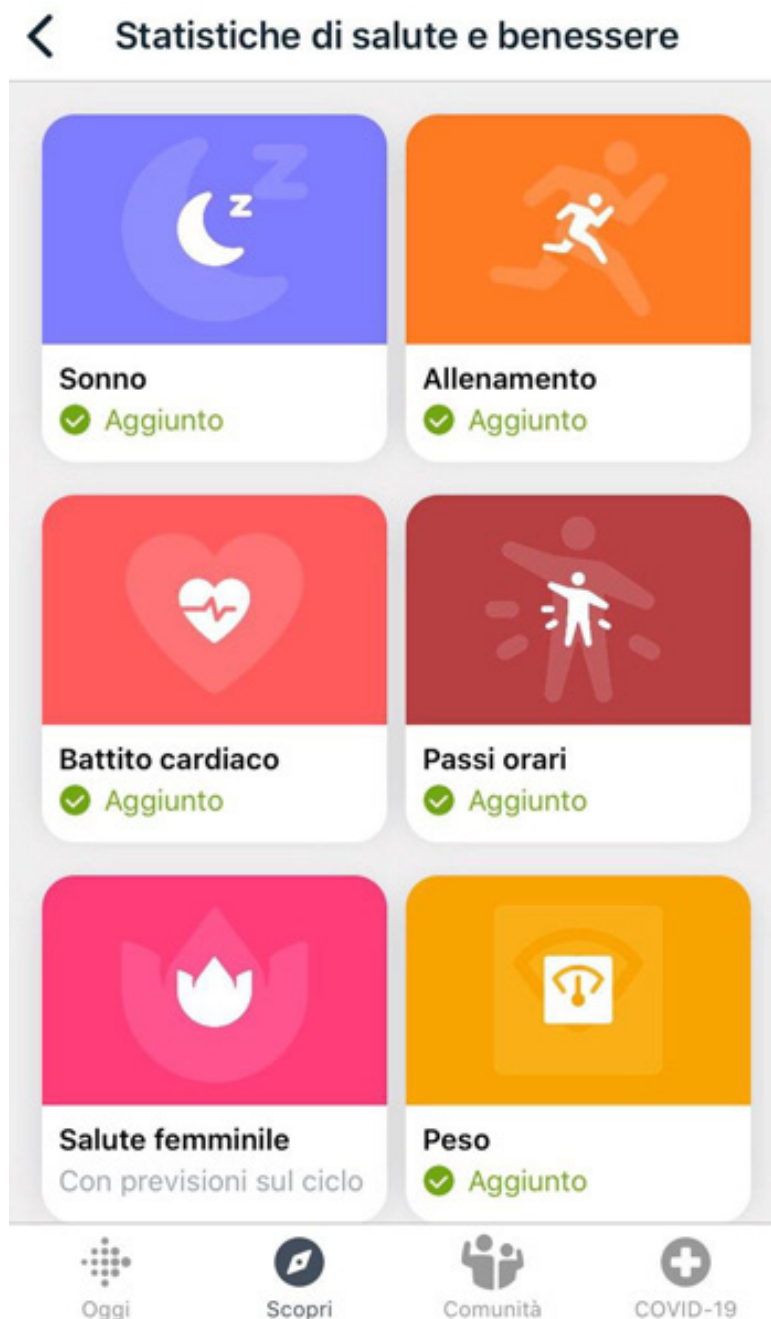 Statistiche di salute e benessere
Sonno
Aggiunto
Allenamento
Aggiunto
Battito cardiaco
Aggiunto
Passi orari
Aggiunto
Salute femminile
Con previsioni sul ciclo
Peso
Aggiunto
Oggi
Scopri
Comunità
COVID-19